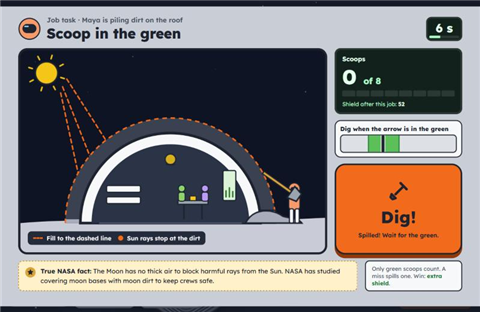 Job task · Maya is piling dirt on the roof
Scoop in the green
6 s
Scoops
0 of 8
Shield after this job: 52
Dig when the arrow is in the green
Dig!
Spilled! Wait for the green.
Fill to the dashed line
Sun rays stop at the dirt
True NASA fact: The Moon has no thick air to block harmful rays from the Sun. NASA has studied
covering moon bases with moon dirt to keep crews safe.
Only green scoops count. A
miss spills one. Win: extra
shield.